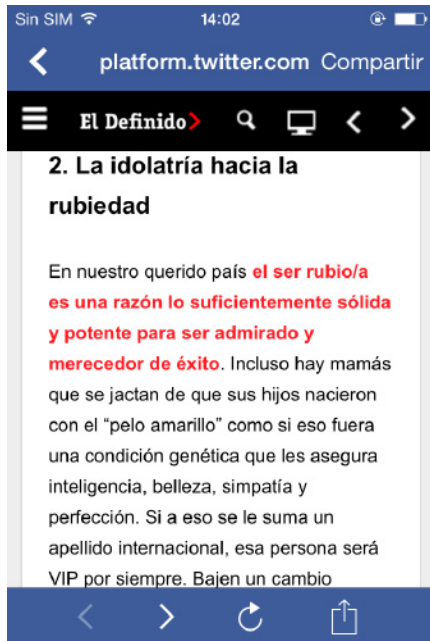 Sin SIM 14:02
platform.twitter.com Compartir
El Definido>
2. La idolatría hacia la
rubiedad
En nuestro querido país el ser rubio/a
es una razón lo suficientemente sólida
y potente para ser admirado y
merecedor de éxito. Incluso hay mamás
que se jactan de que sus hijos nacieron
con el “pelo amarillo” como si eso fuera
una condición genética que les asegura
inteligencia, belleza, simpatía y
perfección. Si a eso se le suma un
apellido internacional, esa persona será
VIP por siempre. Bajen un cambio